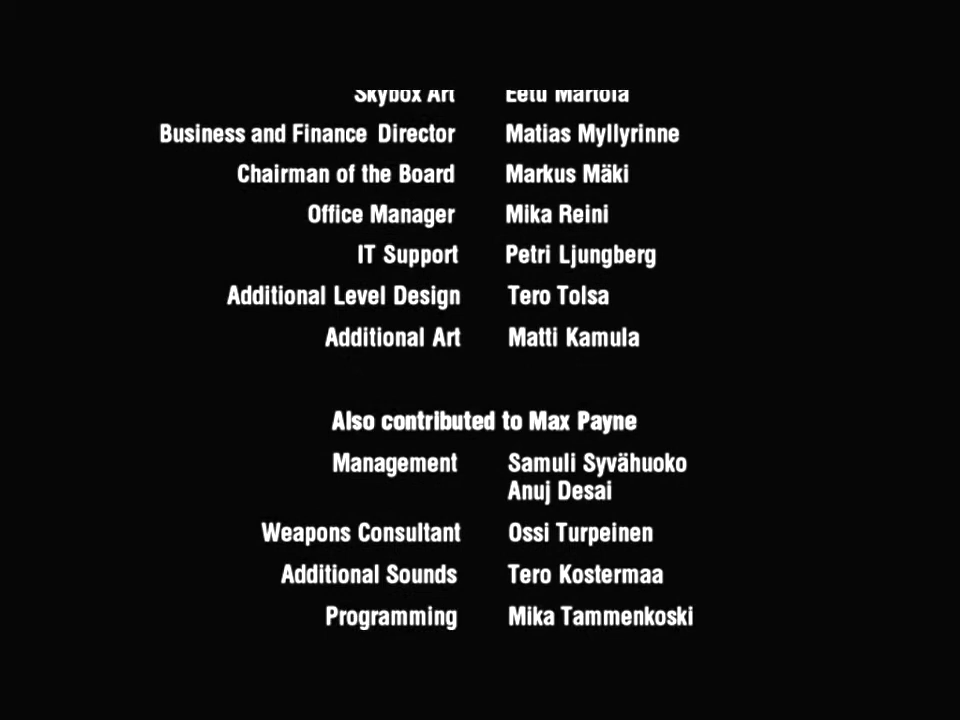 Skybox Art Eetu Martola
Business and Finance Director Matias Myllyrinne
Chairman of the Board Markus Mäki
Office Manager Mika Reini
IT Support Petri Ljungberg
Additional Level Design Tero Tolsa
Additional Art Matti Kamula
Also contributed to Max Payne
Management Samuli Syvähuoko
Anuj Desai
Weapons Consultant Ossi Turpeinen
Additional Sounds Tero Kostermaa
Programming Mika Tammenkoski